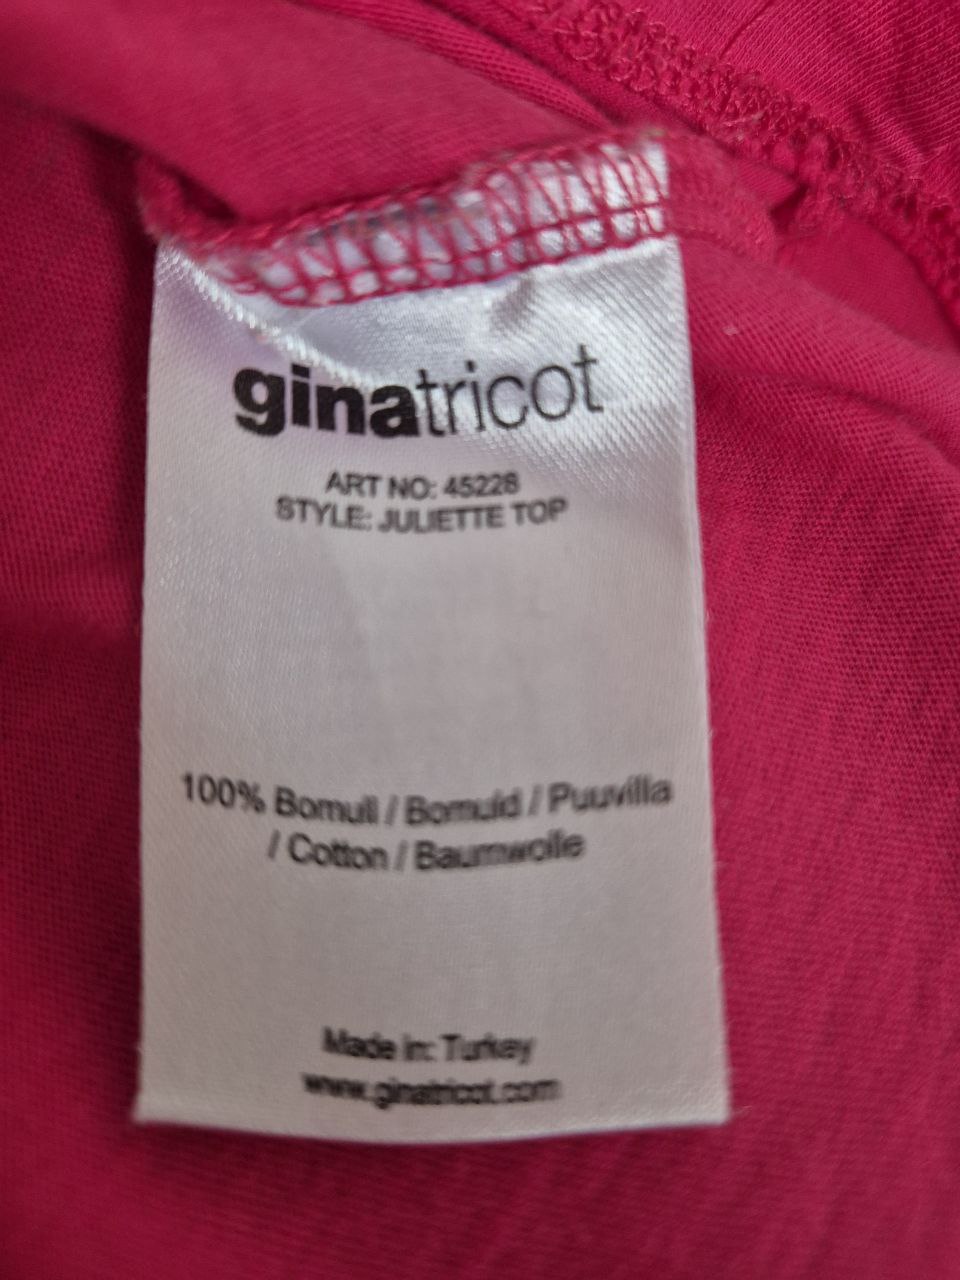 ginatricot
ART NO: 45228
STYLE: JULIETTE TOP
100% Bomull / Bomuld / Puuvilla
/ Cotton / Baumwolle
Made in: Turkey
www.ginatricot.com